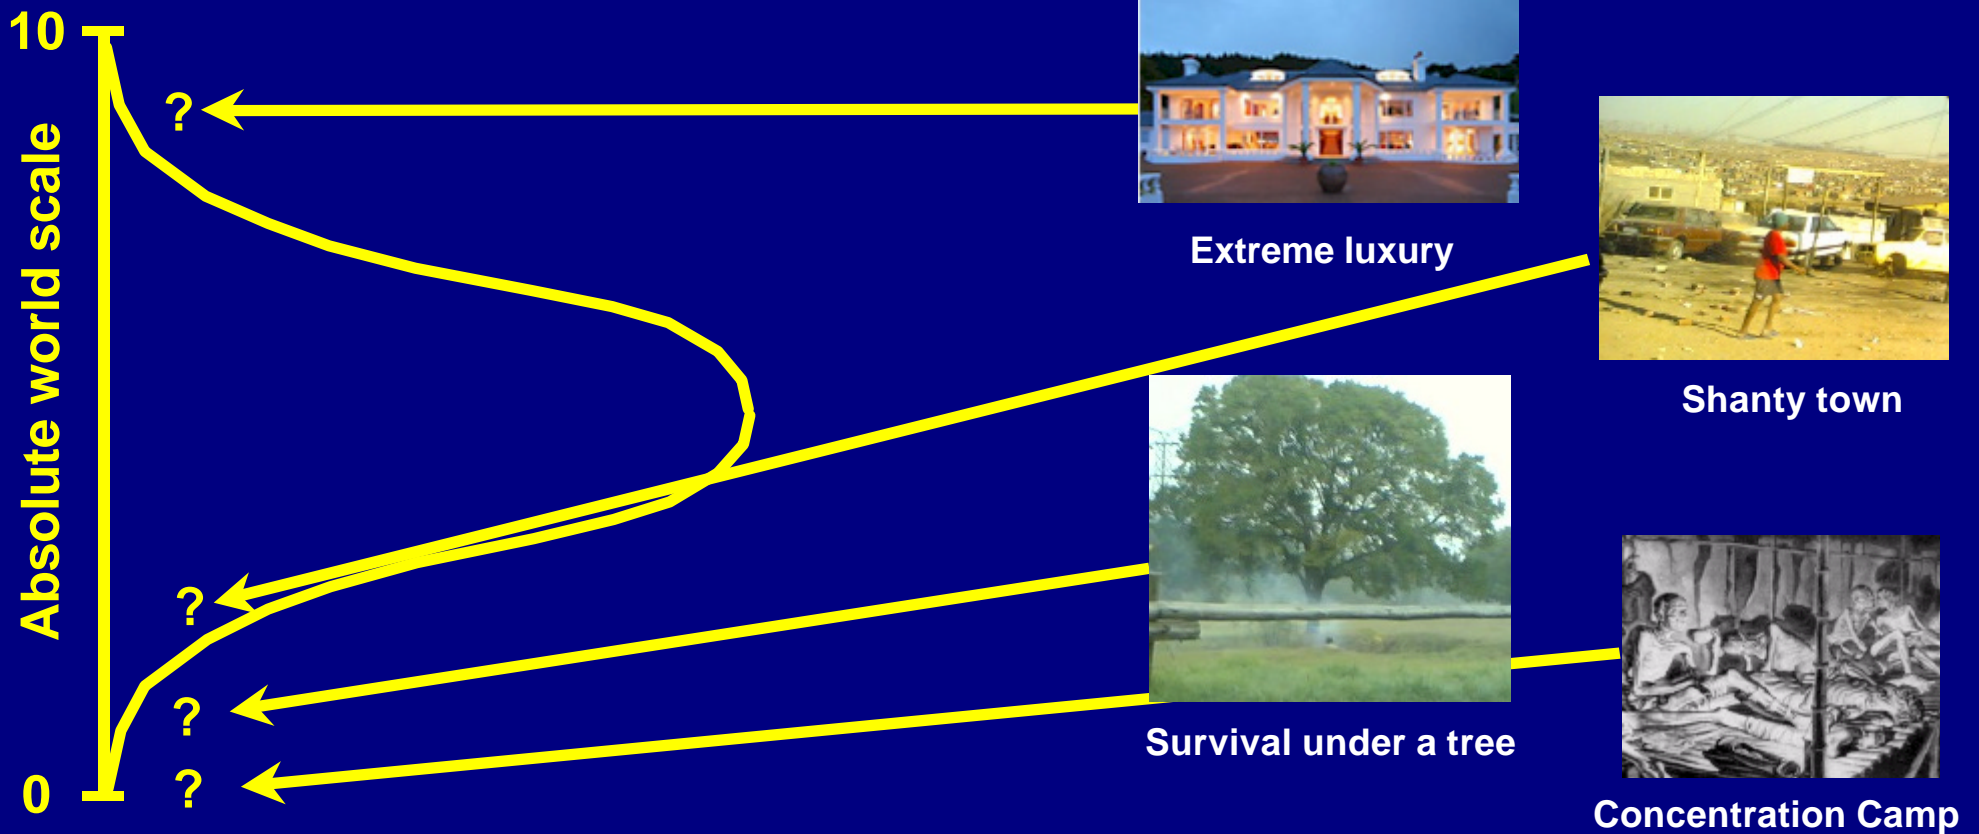 10
?
Extreme luxury
Absolute world scale
Shanty town
?
?
Survival under a tree
?
0
Concentration Camp